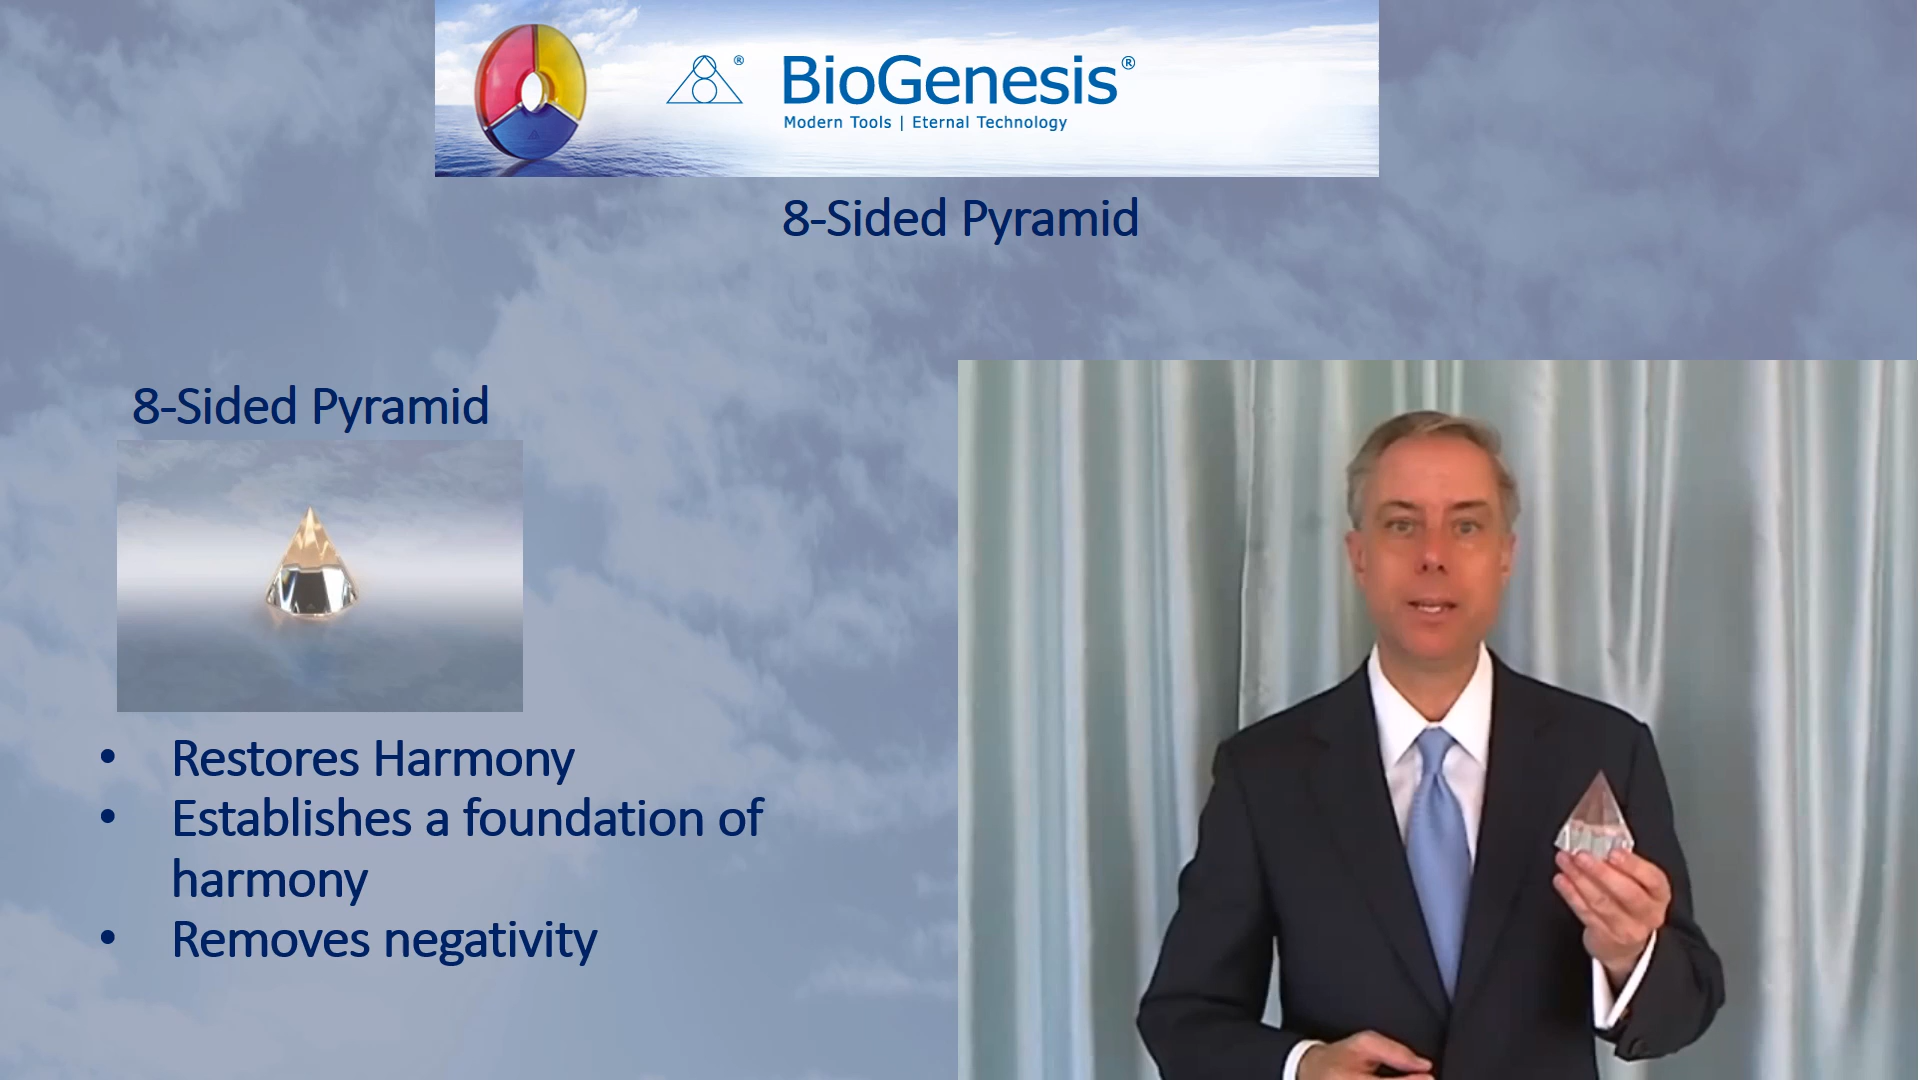 BioGenesis®
®
Modern Tools | Eternal Technology
8-Sided Pyramid
8-Sided Pyramid
• Restores Harmony
• Establishes a foundation of
harmony
• Removes negativity